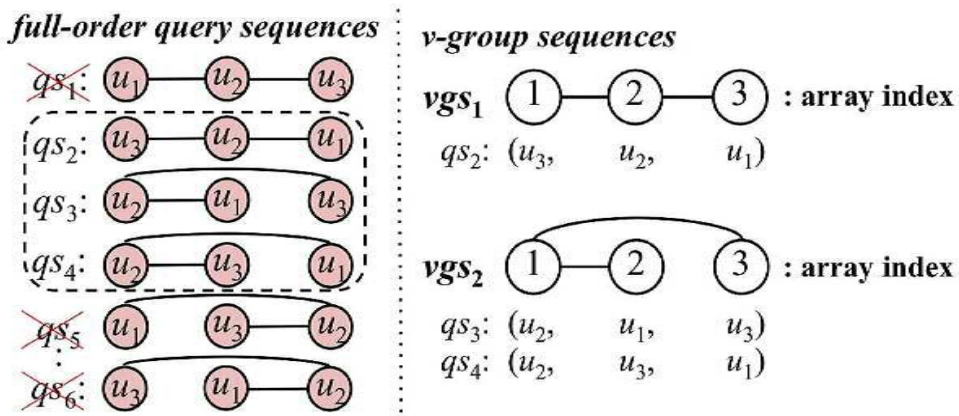 full-order query sequences
qs₁: u₁ u₂ u₃
qs₂: u₃ u₂ u₁
qs₃: u₂ u₁ u₃
qs₄: u₂ u₃ u₁
qs₅: u₁ u₃ u₂
:
qs₆: u₃ u₁ u₂
v-group sequences
vgs₁ 1 2 3 : array index
qs₂: (u₃, u₂, u₁)
vgs₂ 1 2 3 : array index
qs₃: (u₂, u₁, u₃)
qs₄: (u₂, u₃, u₁)